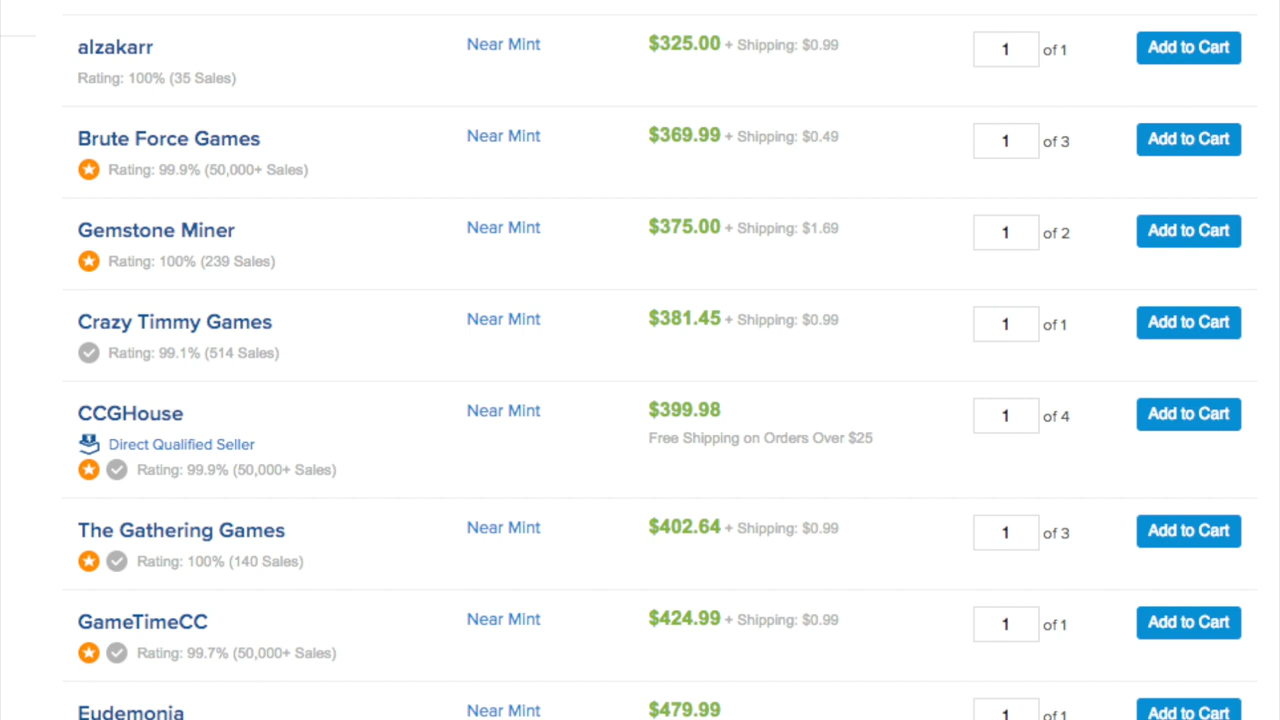 alzakarr
Near Mint
$325.00 + Shipping: $0.99
1 of 1
Add to Cart
Rating: 100% (35 Sales)
Brute Force Games
Near Mint
$369.99 + Shipping: $0.49
1 of 3
Add to Cart
Rating: 99.9% (50,000+ Sales)
Gemstone Miner
Near Mint
$375.00 + Shipping: $1.69
1 of 2
Add to Cart
Rating: 100% (239 Sales)
Crazy Timmy Games
Near Mint
$381.45 + Shipping: $0.99
1 of 1
Add to Cart
Rating: 99.1% (514 Sales)
CCGHouse
Near Mint
$399.98
1 of 4
Add to Cart
Free Shipping on Orders Over $25
Direct Qualified Seller
Rating: 99.9% (50,000+ Sales)
The Gathering Games
Near Mint
$402.64 + Shipping: $0.99
1 of 3
Add to Cart
Rating: 100% (140 Sales)
GameTimeCC
Near Mint
$424.99 + Shipping: $0.99
1 of 1
Add to Cart
Rating: 99.7% (50,000+ Sales)
Eudemonia
Near Mint
$479.99
1 of 1
Add to Cart